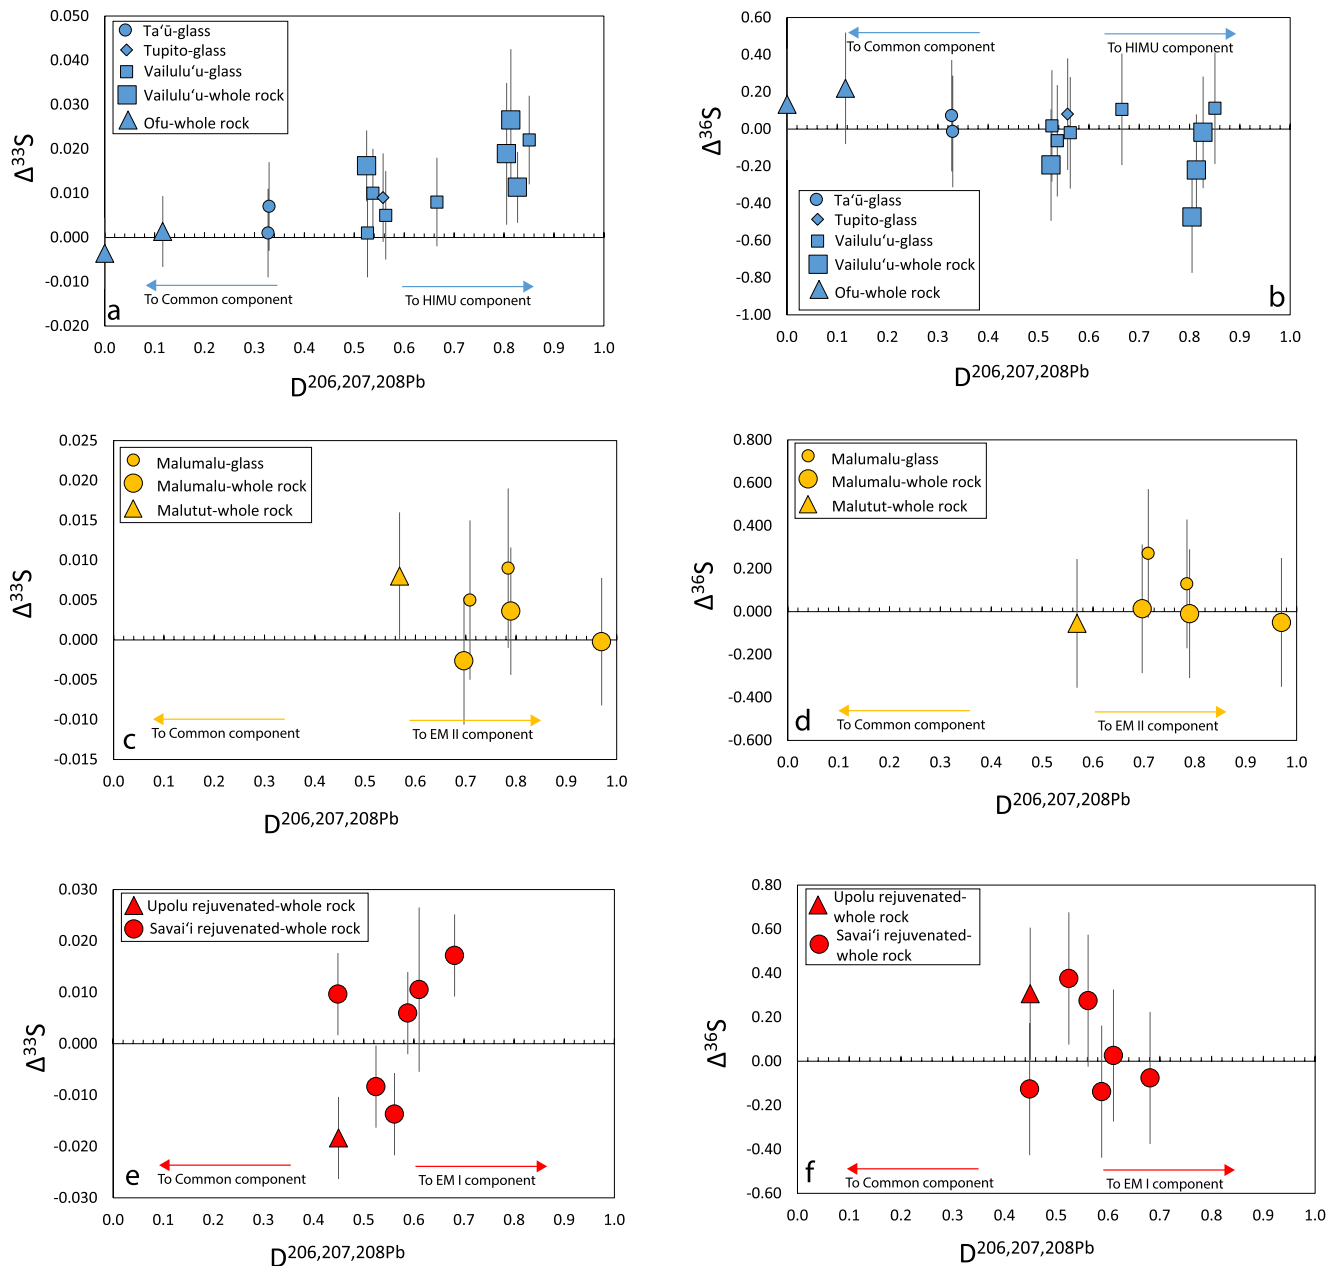 0.050
0.040
0.030
0.020
0.010
0.000
-0.010
-0.020
Δ33S
Ta‘ū-glass
Tupito-glass
Vailulu‘u-glass
Vailulu‘u-whole rock
Ofu-whole rock
To Common component
To HIMU component
a
0.0 0.1 0.2 0.3 0.4 0.5 0.6 0.7 0.8 0.9 1.0
D206,207,208Pb
0.60
0.40
0.20
0.00
-0.20
-0.40
-0.60
-0.80
-1.00
Δ36S
To Common component
To HIMU component
Ta‘ū-glass
Tupito-glass
Vailulu‘u-glass
Vailulu‘u-whole rock
Ofu-whole rock
b
0.0 0.1 0.2 0.3 0.4 0.5 0.6 0.7 0.8 0.9 1.0
D206,207,208Pb
0.025
0.020
0.015
0.010
0.005
0.000
-0.005
-0.010
-0.015
Δ33S
Malumalu-glass
Malumalu-whole rock
Malutut-whole rock
To Common component
To EM II component
c
0.0 0.1 0.2 0.3 0.4 0.5 0.6 0.7 0.8 0.9 1.0
D206,207,208Pb
0.800
0.600
0.400
0.200
0.000
-0.200
-0.400
-0.600
Δ36S
Malumalu-glass
Malumalu-whole rock
Malutut-whole rock
To Common component
To EM II component
d
0.0 0.1 0.2 0.3 0.4 0.5 0.6 0.7 0.8 0.9 1.0
D206,207,208Pb
0.030
0.020
0.010
0.000
-0.010
-0.020
-0.030
Δ33S
Upolu rejuvenated-whole rock
Savai‘i rejuvenated-whole rock
To Common component
To EM I component
e
0.0 0.1 0.2 0.3 0.4 0.5 0.6 0.7 0.8 0.9 1.0
D206,207,208Pb
0.80
0.60
0.40
0.20
0.00
-0.20
-0.40
-0.60
Δ36S
Upolu rejuvenated-
whole rock
Savai‘i rejuvenated-
whole rock
To Common component
To EM I component
f
0.0 0.1 0.2 0.3 0.4 0.5 0.6 0.7 0.8 0.9 1.0
D206,207,208Pb